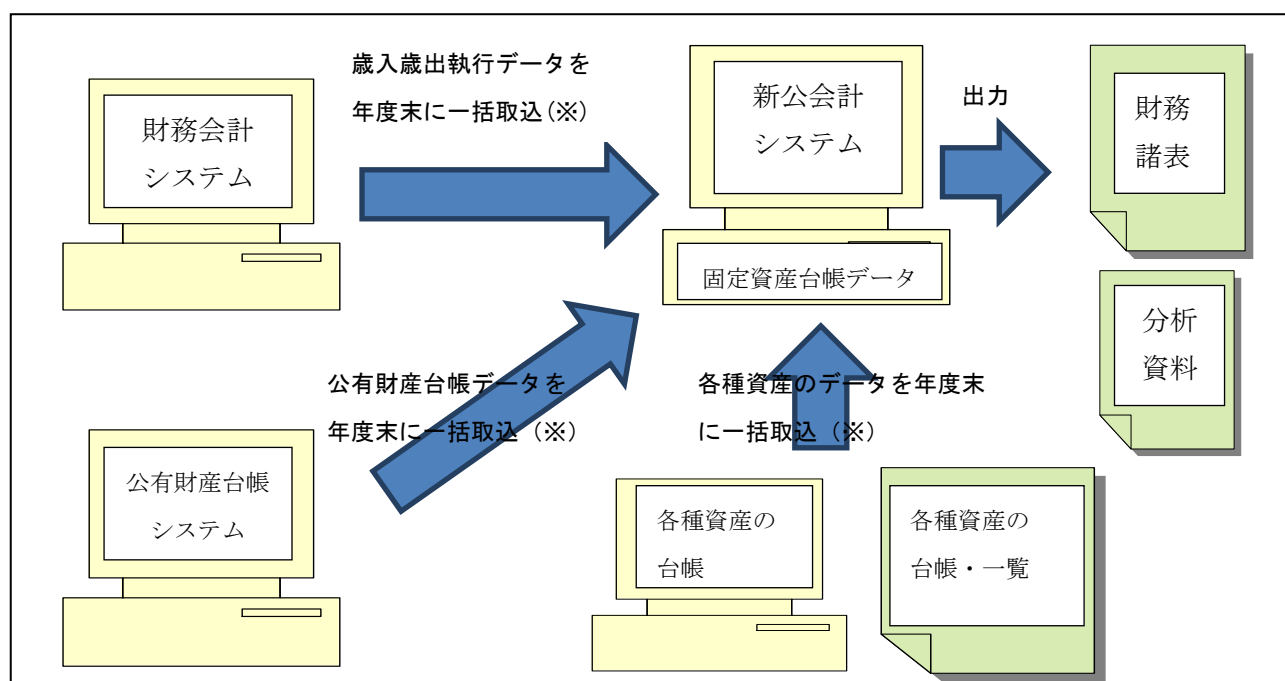 歳入歳出執行データを
年度末に一括取込(※)
財務会計
システム
新公会計
システム
固定資産台帳データ
出力
財務
諸表
分析
資料
公有財産台帳データを
年度末に一括取込（※）
各種資産のデータを年度末
に一括取込（※）
公有財産台帳
システム
各種資産の
台帳
各種資産の
台帳・一覧